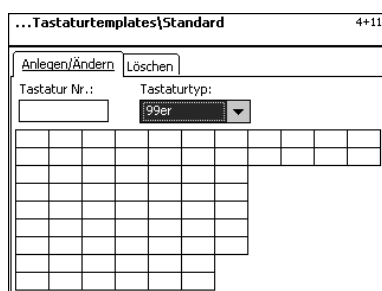 ...Tastaturtemplates\Standard 4+11
Anlegen/Ändern Löschen
Tastatur Nr.: Tastaturtyp:
99er